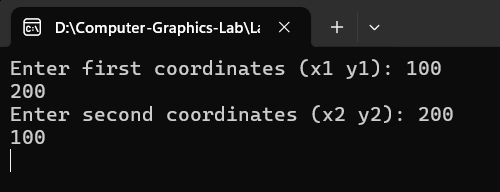 D:\Computer-Graphics-Lab\La
Enter first coordinates (x1 y1): 100
200
Enter second coordinates (x2 y2): 200
100